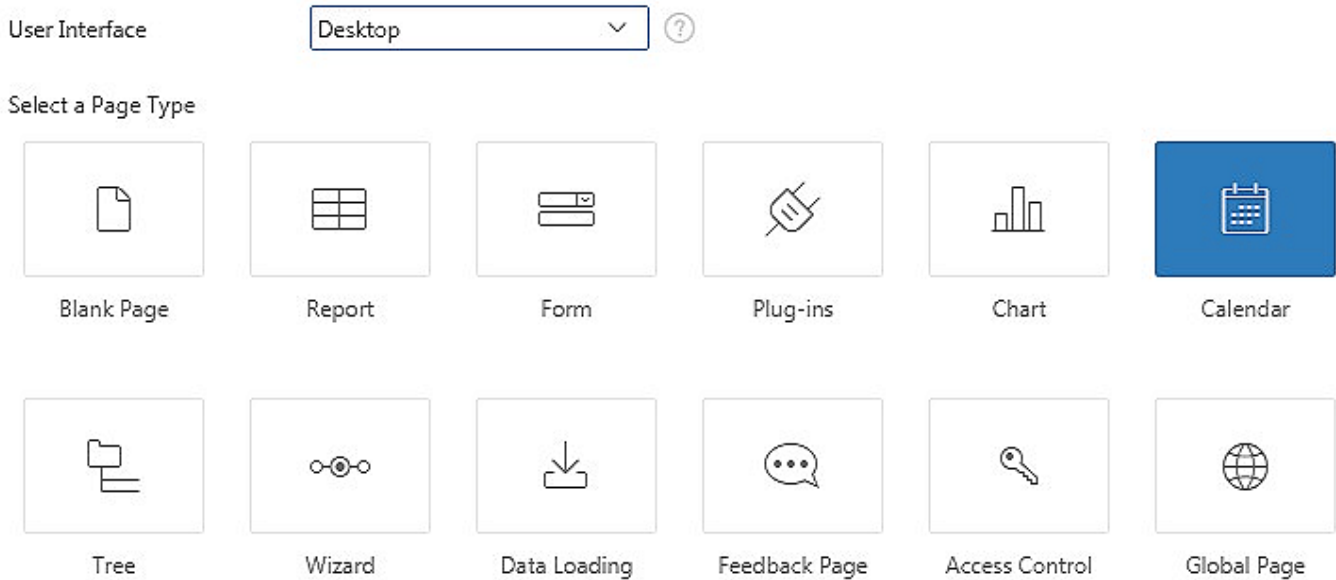 User Interface Desktop ?
Select a Page Type
Blank Page Report Form Plug-ins Chart Calendar
Tree Wizard Data Loading Feedback Page Access Control Global Page